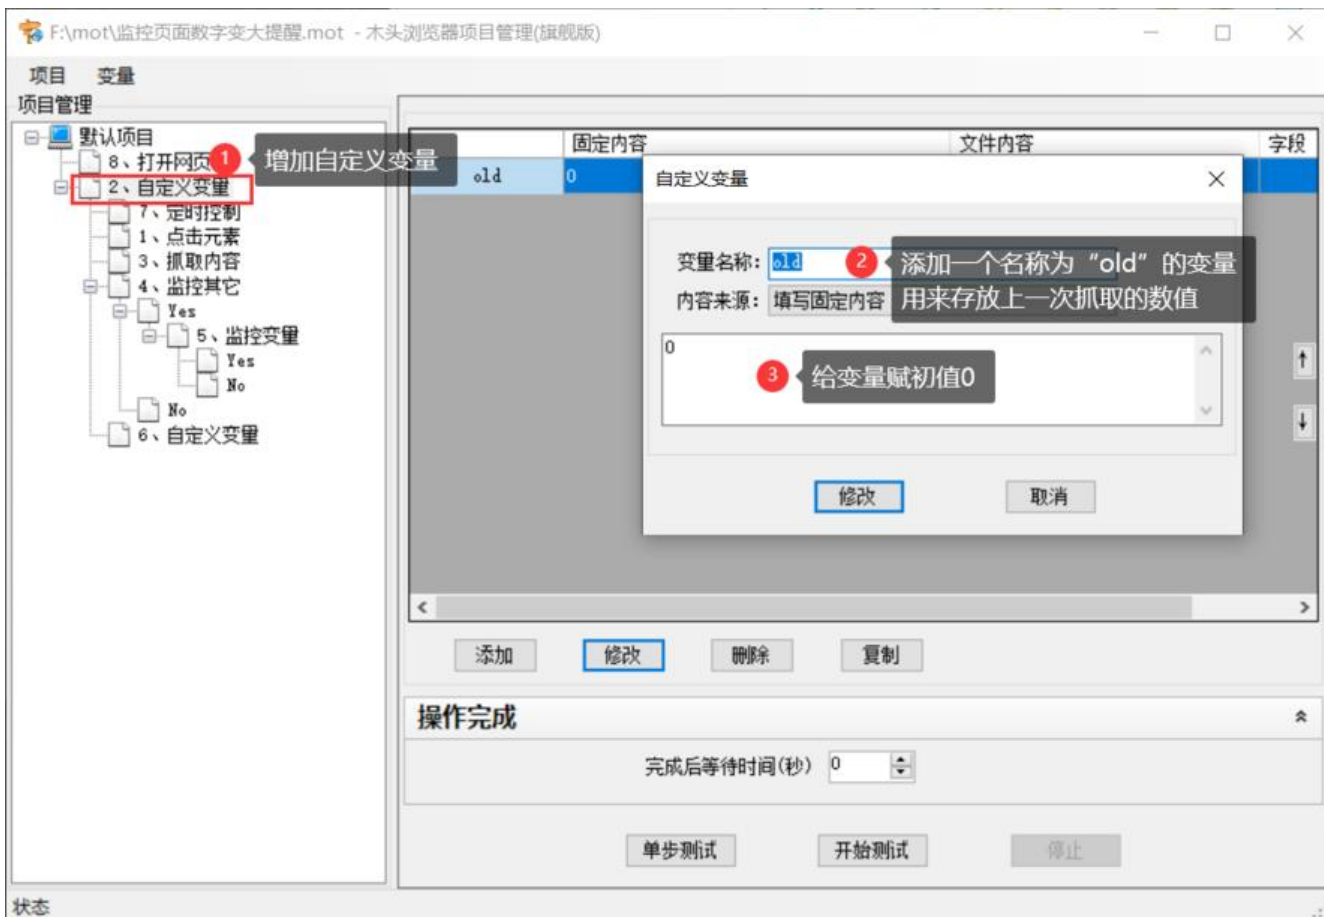 F:\mot\监控页面数字变大提醒.mot - 木头浏览器项目管理(旗舰版)
项目 变量
项目管理
默认项目
8、打开网页
1 增加自定义变量
2、自定义变量
7、定时控制
1、点击元素
3、抓取内容
4、监控其它
Yes
5、监控变量
Yes
No
No
6、自定义变量
固定内容 文件内容 字段
old 0
自定义变量
变量名称: old
2 添加一个名称为“old”的变量
用来存放上一次抓取的数值
内容来源: 填写固定内容
0
3 给变量赋初值0
修改 取消
添加 修改 删除 复制
操作完成
完成后等待时间(秒) 0
单步测试 开始测试 停止
状态